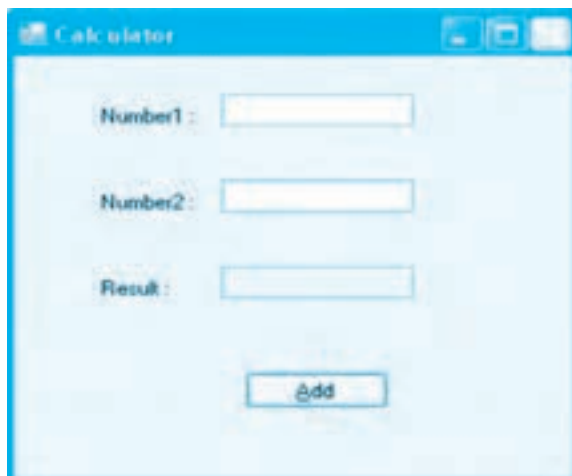 Calculator
Number1 :
Number2 :
Result :
Add